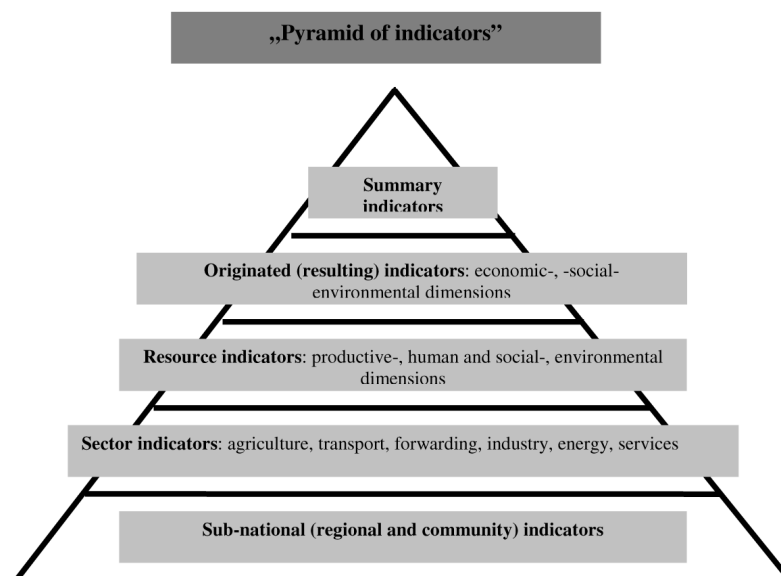 „Pyramid of indicators”
Summary
indicators
Originated (resulting) indicators: economic-, -social-
environmental dimensions
Resource indicators: productive-, human and social-, environmental
dimensions
Sector indicators: agriculture, transport, forwarding, industry, energy, services
Sub-national (regional and community) indicators